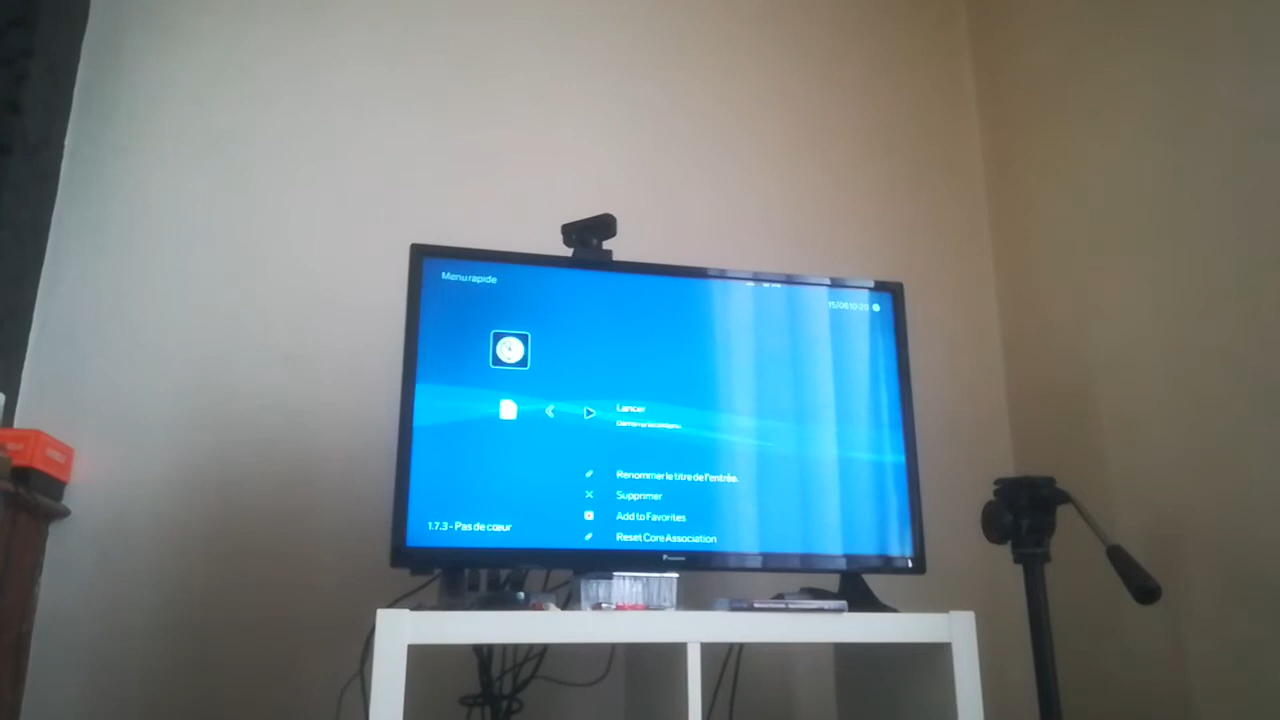 Menu rapide
15/06 10:20
Lancer
Renommer le titre de l'entrée.
Supprimer
Add to Favorites
Reset Core Association
1.7.3 - Pas de cœur